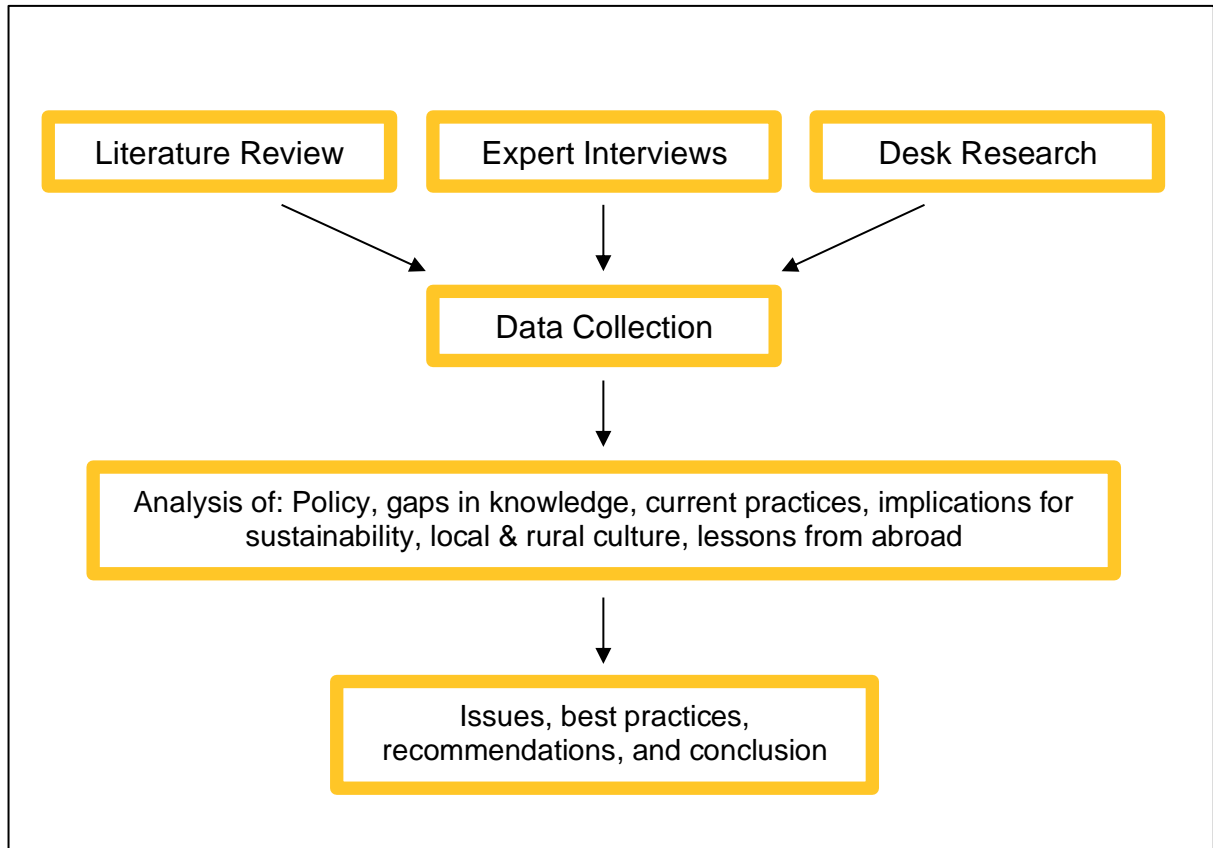 Literature Review
Expert Interviews
Desk Research
Data Collection
Analysis of: Policy, gaps in knowledge, current practices, implications for
sustainability, local & rural culture, lessons from abroad
Issues, best practices,
recommendations, and conclusion